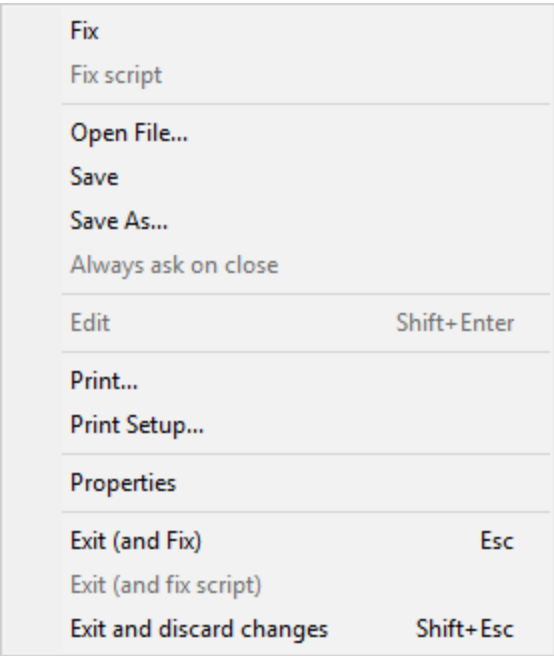 Fix
Fix script
Open File...
Save
Save As...
Always ask on close
Edit Shift+Enter
Print...
Print Setup...
Properties
Exit (and Fix) Esc
Exit (and fix script)
Exit and discard changes Shift+Esc